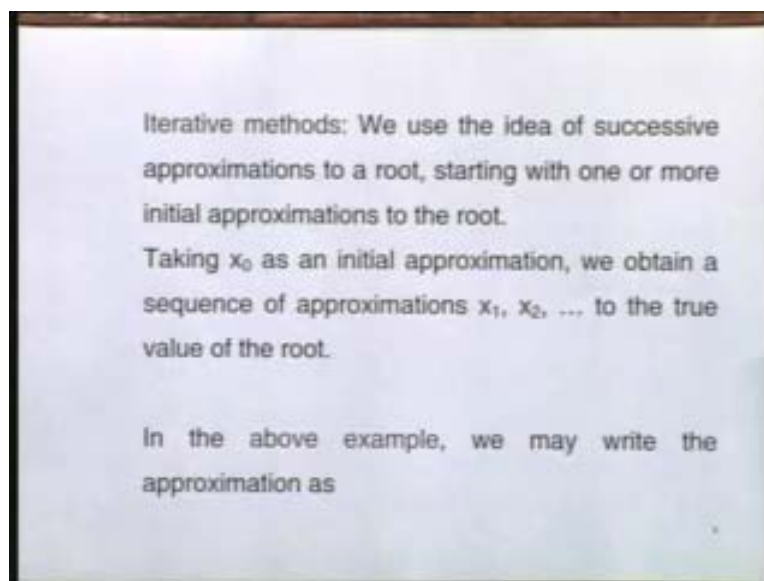 Iterative methods: We use the idea of successive
approximations to a root, starting with one or more
initial approximations to the root.
Taking x₀ as an initial approximation, we obtain a
sequence of approximations x₁, x₂, ... to the true
value of the root.
In the above example, we may write the
approximation as